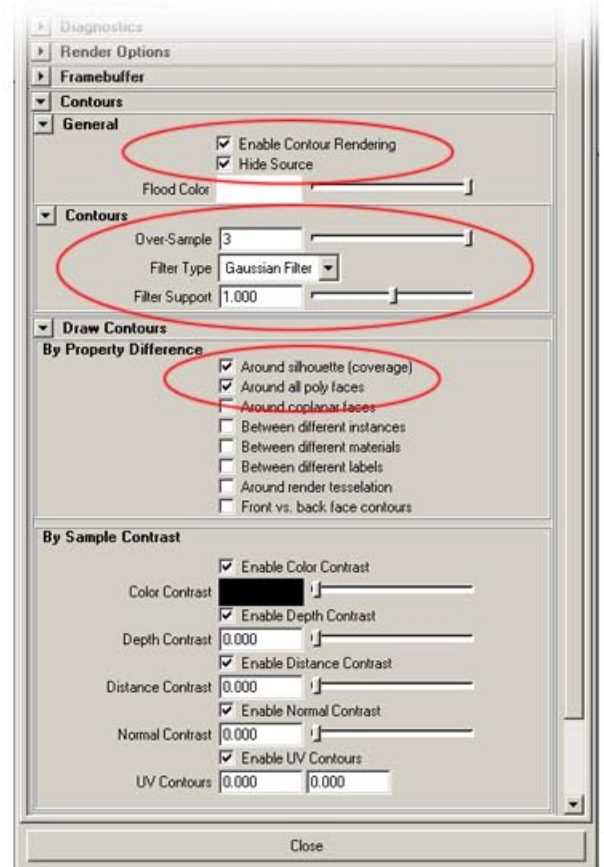 Diagnostics
Render Options
Framebuffer
Contours
General
Enable Contour Rendering
Hide Source
Flood Color
Contours
Over-Sample 3
Filter Type Gaussian Filter
Filter Support 1.000
Draw Contours
By Property Difference
Around silhouette (coverage)
Around all poly faces
Around coplanar faces
Between different instances
Between different materials
Between different labels
Around render tesselation
Front vs. back face contours
By Sample Contrast
Enable Color Contrast
Color Contrast
Enable Depth Contrast
Depth Contrast 0.000
Enable Distance Contrast
Distance Contrast 0.000
Enable Normal Contrast
Normal Contrast 0.000
Enable UV Contours
UV Contours 0.000 0.000
Close